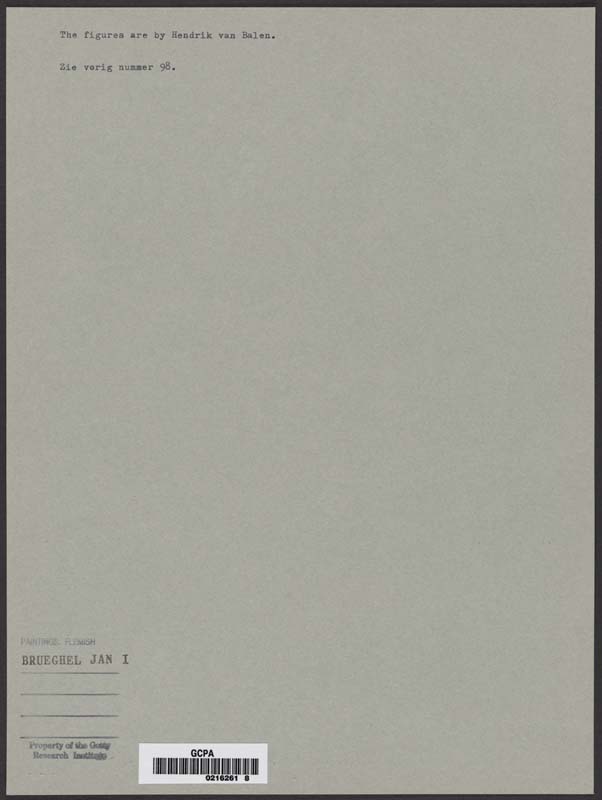 The figures are by Hendrik van Balen.
Zie vorig nummer 98.
PAINTINGS, FLEMISH
BRUEGHEL JAN I
Property of the Getty
Research Institute
GCPA
0216261 8